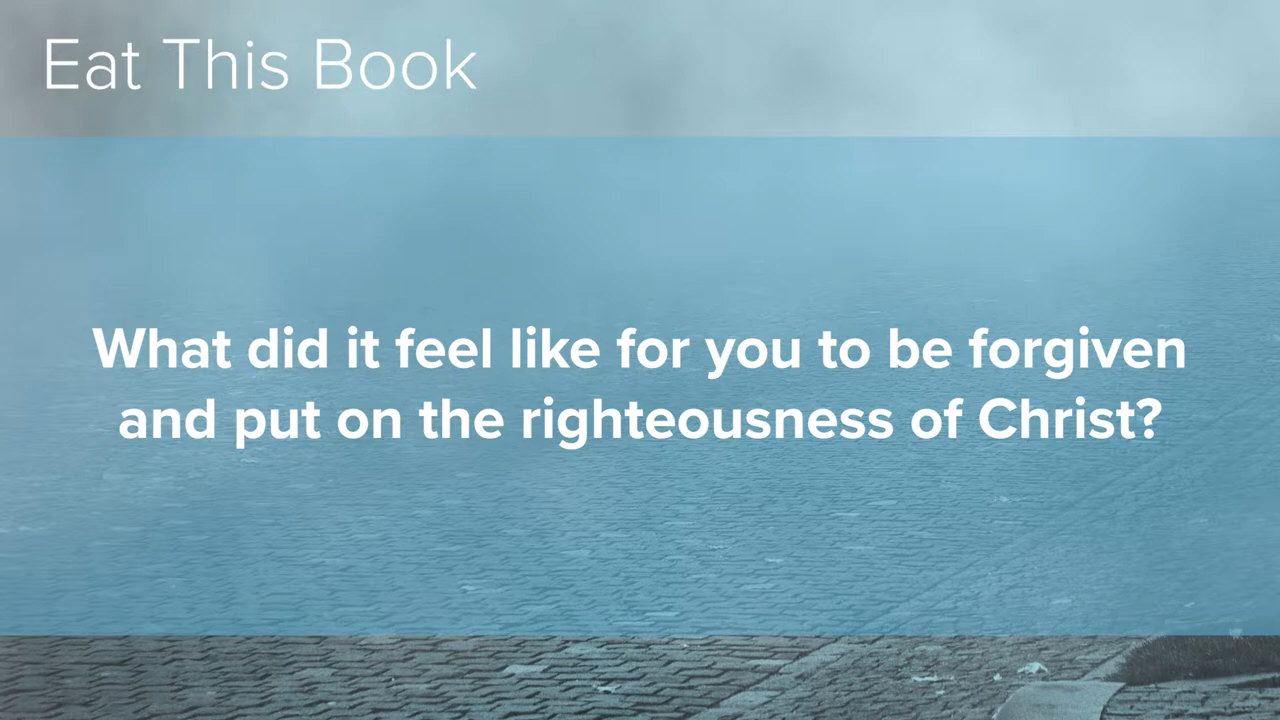 Eat This Book
What did it feel like for you to be forgiven
and put on the righteousness of Christ?